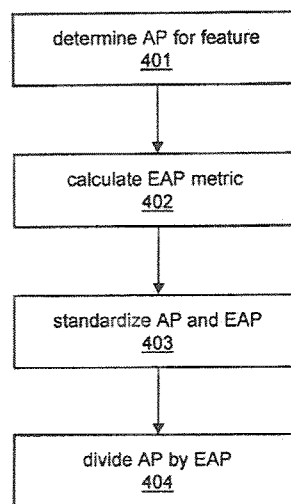 determine AP for feature
401
calculate EAP metric
402
standardize AP and EAP
403
divide AP by EAP
404